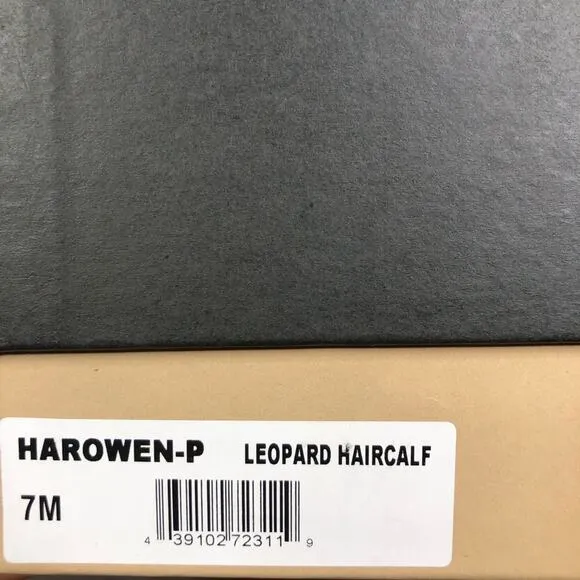 HAROWEN-P LEOPARD HAIRCALF
7M
4 39102 72311 9